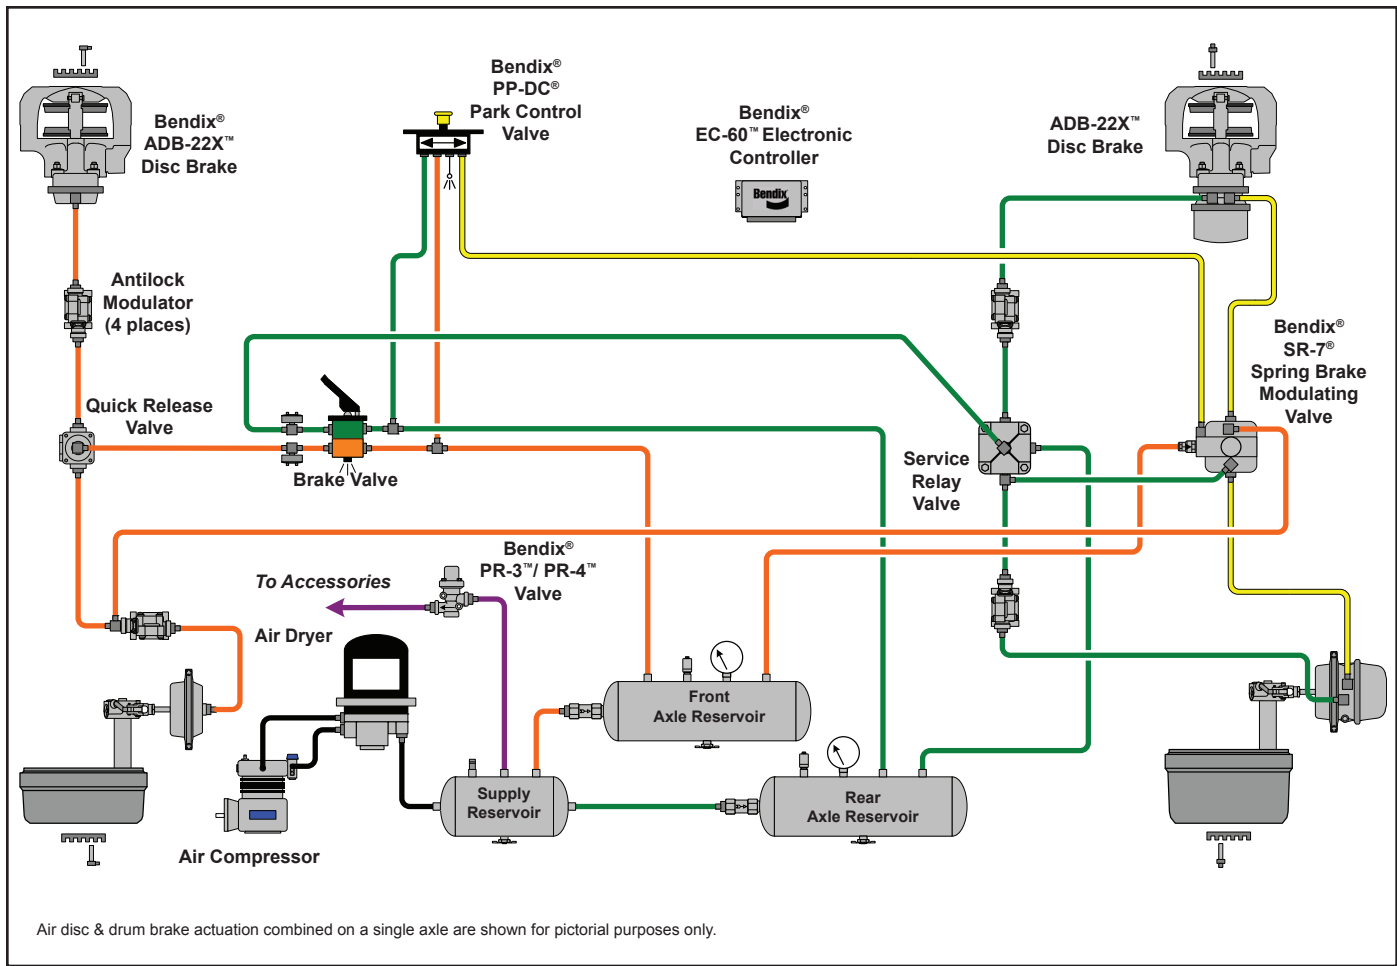 Bendix®
PP-DC®
Park Control
Valve
Bendix®
EC-60™ Electronic
Controller
Bendix
Bendix®
ADB-22X™
Disc Brake
ADB-22X™
Disc Brake
Antilock
Modulator
(4 places)
Bendix®
SR-7®
Spring Brake
Modulating
Valve
Quick Release
Valve
Brake Valve
Service
Relay
Valve
Bendix®
PR-3™/ PR-4™
Valve
To Accessories
Air Dryer
Front
Axle Reservoir
Supply
Reservoir
Rear
Axle Reservoir
Air Compressor
Air disc & drum brake actuation combined on a single axle are shown for pictorial purposes only.